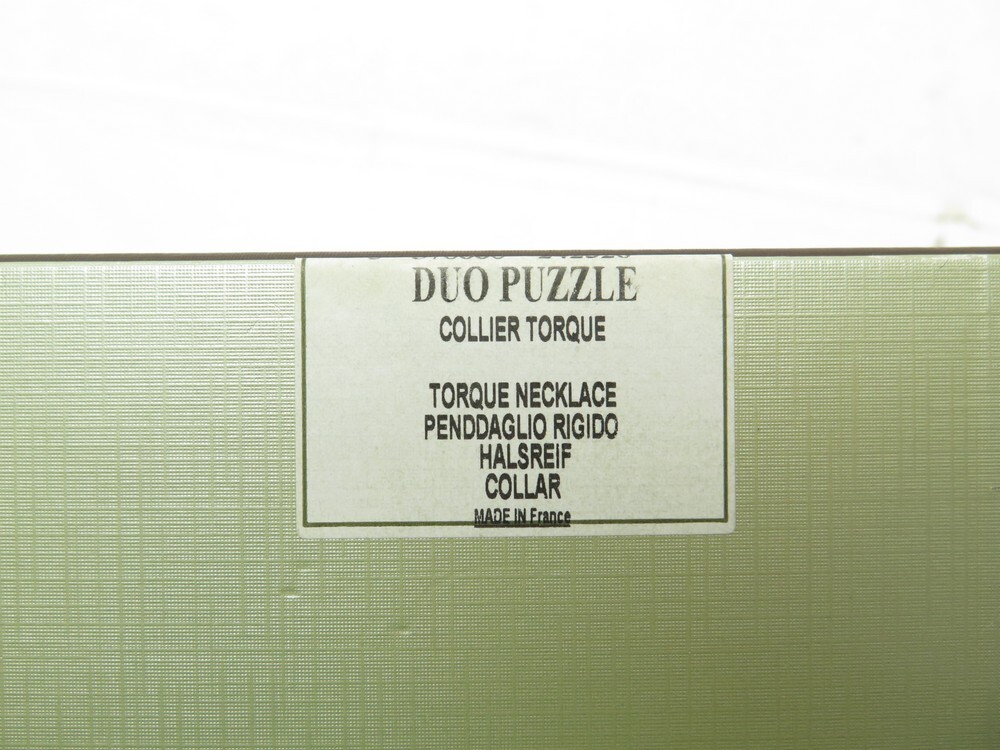 DUO PUZZLE
COLLIER TORQUE
TORQUE NECKLACE
PENDDAGLIO RIGIDO
HALSREIF
COLLAR
MADE IN France